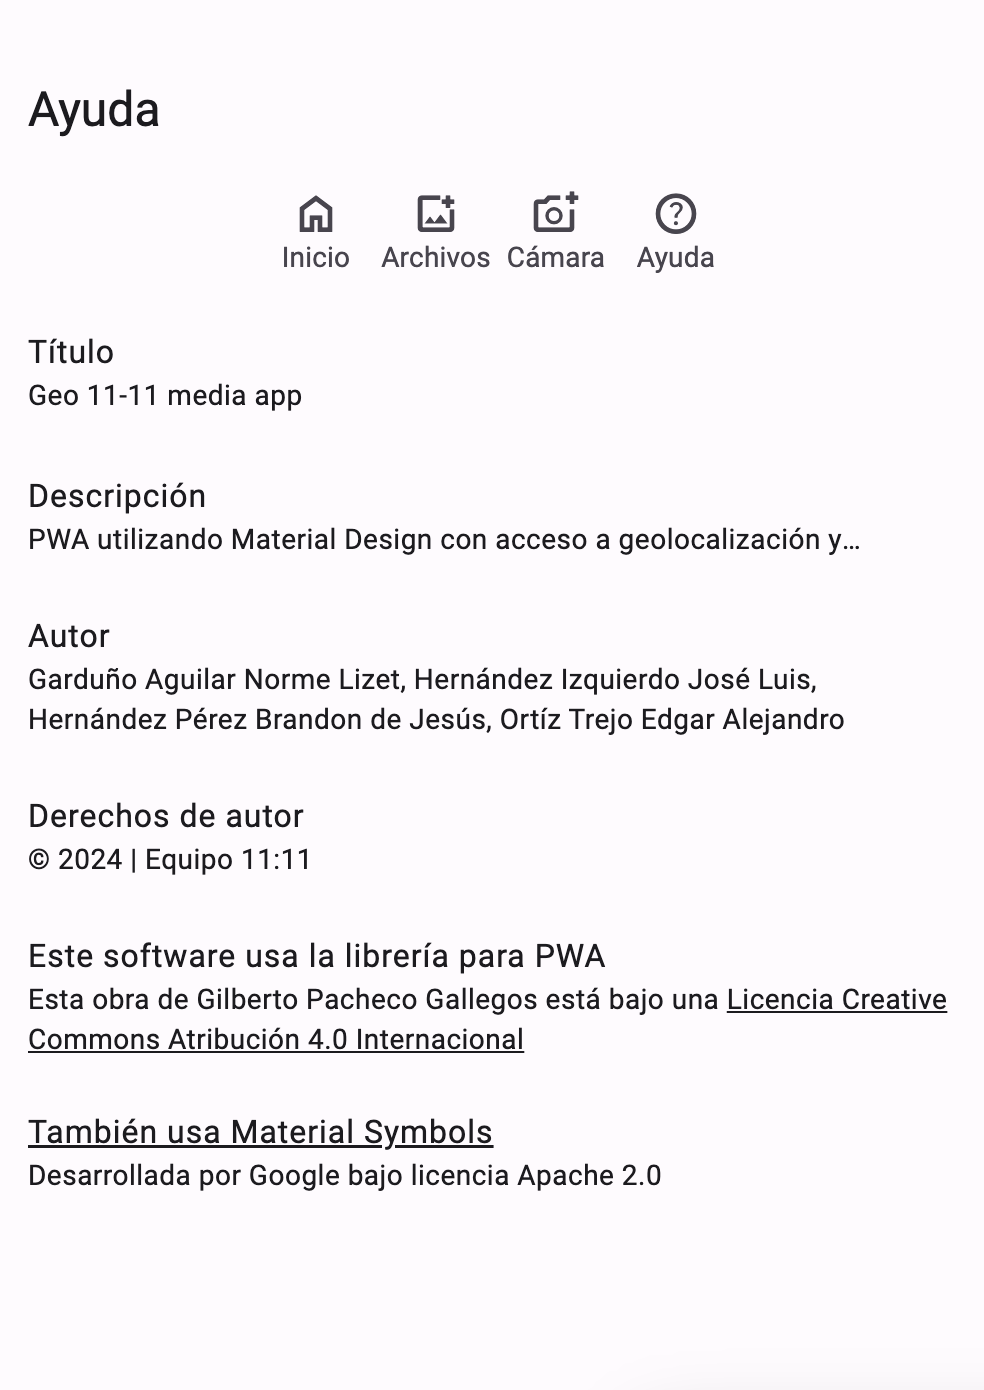 Ayuda
Inicio Archivos Cámara Ayuda
Título
Geo 11-11 media app
Descripción
PWA utilizando Material Design con acceso a geolocalización y…
Autor
Garduño Aguilar Norme Lizet, Hernández Izquierdo José Luis,
Hernández Pérez Brandon de Jesús, Ortíz Trejo Edgar Alejandro
Derechos de autor
© 2024 | Equipo 11:11
Este software usa la librería para PWA
Esta obra de Gilberto Pacheco Gallegos está bajo una Licencia Creative
Commons Atribución 4.0 Internacional
También usa Material Symbols
Desarrollada por Google bajo licencia Apache 2.0